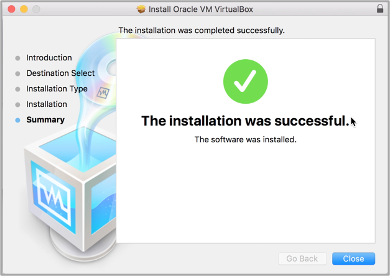 Install Oracle VM VirtualBox
The installation was completed successfully.
Introduction
Destination Select
Installation Type
Installation
Summary
The installation was successful.
The software was installed.
Go Back
Close